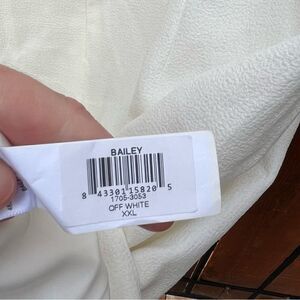 BAILEY
8 43301 15820 5
1705-3053
OFF WHITE
XXL